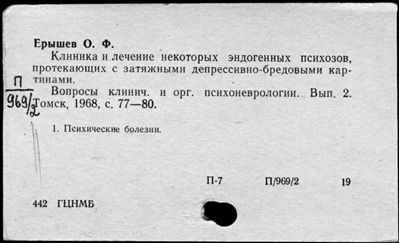 Ерышев О. Ф.
Клиника и лечение некоторых эндогенных психозов,
протекающих с затяжными депрессивно-бредовыми кар-
тинами.
П
969/2
Вопросы клинич. и орг. психоневрологии. Вып. 2.
Томск, 1968, с. 77—80.
1. Психические болезни.
П-7 П/969/2 19
442 ГЦНМБ